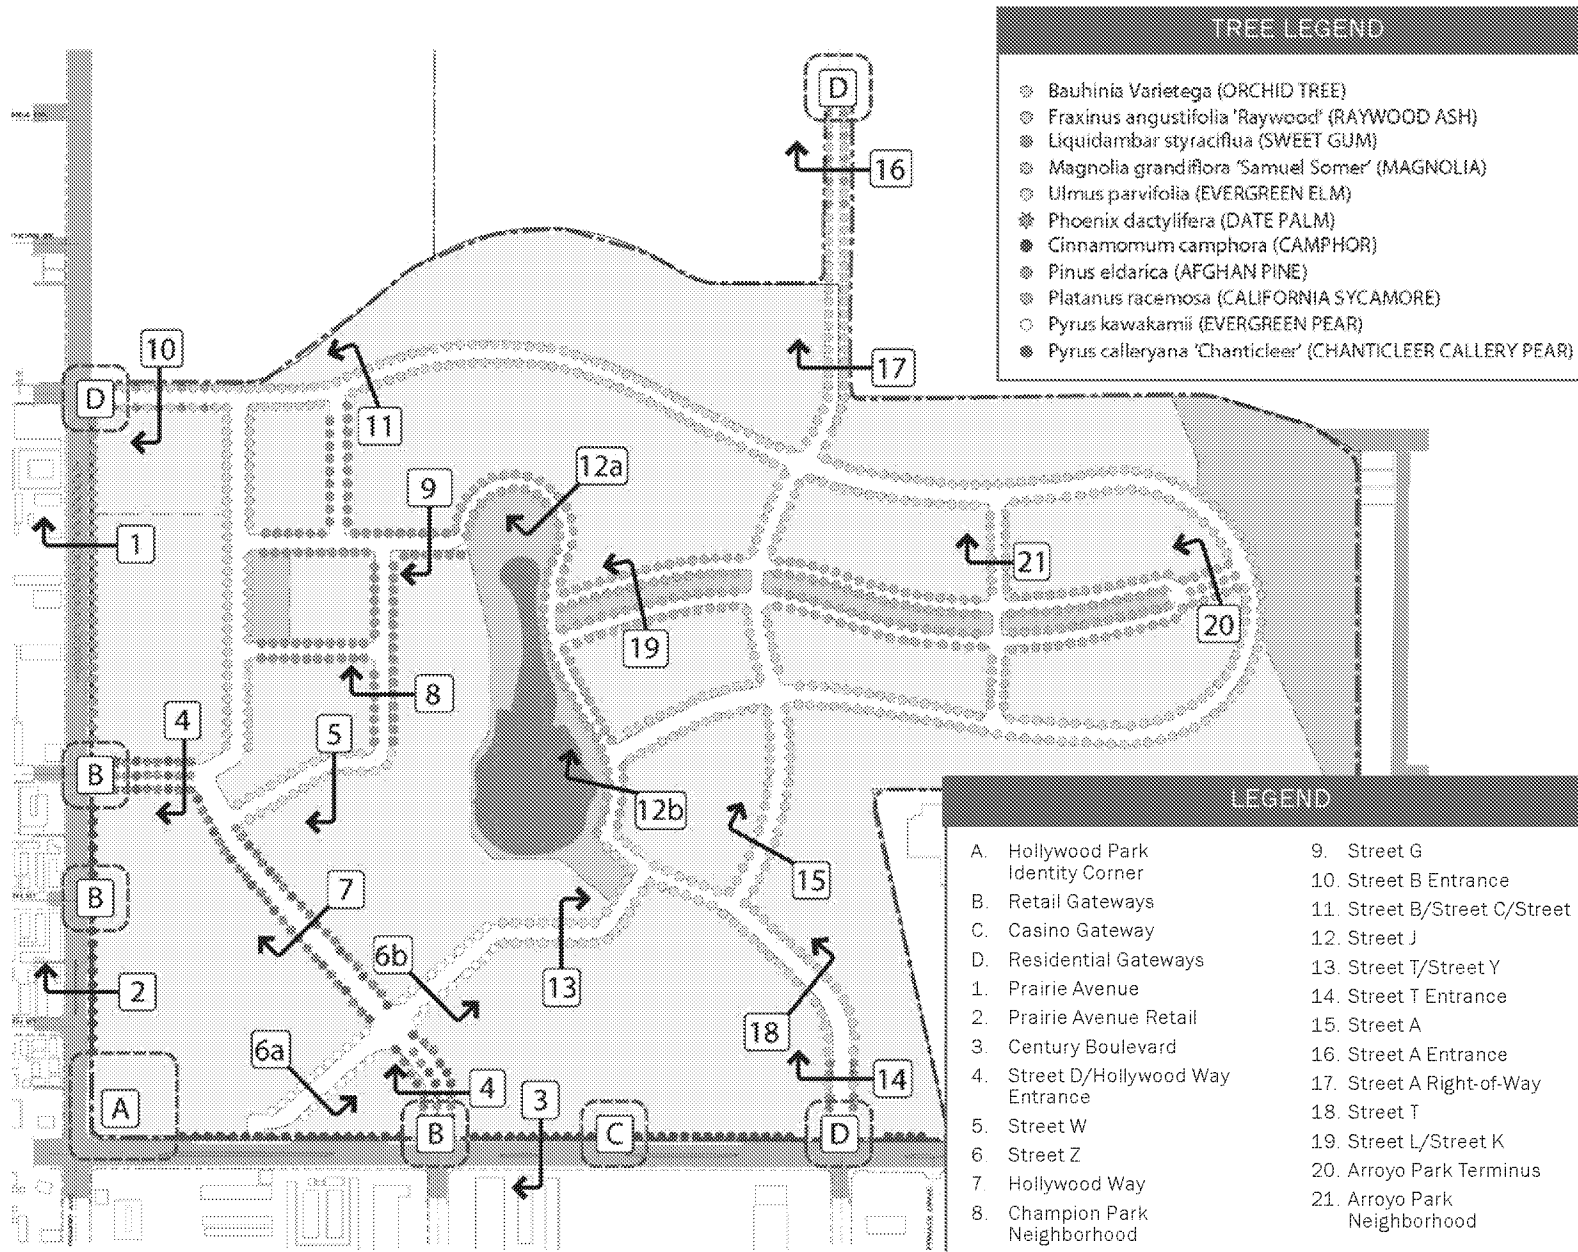 TREE LEGEND
Bauhinia Varietega (ORCHID TREE)
Fraxinus angustifolia 'Raywood' (RAYWOOD ASH)
Liquidambar styraciflua (SWEET GUM)
Magnolia grandiflora 'Samuel Somer' (MAGNOLIA)
Ulmus parvifolia (EVERGREEN ELM)
Phoenix dactylifera (DATE PALM)
Cinnamomum camphora (CAMPHOR)
Pinus eldarica (AFGHAN PINE)
Platanus racemosa (CALIFORNIA SYCAMORE)
Pyrus kawakamii (EVERGREEN PEAR)
Pyrus calleryana 'Chanticleer' (CHANTICLEER CALLERY PEAR)
D
16
10
17
D
11
12a
9
1
21
20
19
8
4
5
B
12b
15
B
7
6b
13
2
18
6a
14
4
3
A
B
C
D
LEGEND
A. Hollywood Park
Identity Corner
B. Retail Gateways
C. Casino Gateway
D. Residential Gateways
1. Prairie Avenue
2. Prairie Avenue Retail
3. Century Boulevard
4. Street D/Hollywood Way
Entrance
5. Street W
6. Street Z
7. Hollywood Way
8. Champion Park
Neighborhood
9. Street G
10. Street B Entrance
11. Street B/Street C/Street
12. Street J
13. Street T/Street Y
14. Street T Entrance
15. Street A
16. Street A Entrance
17. Street A Right-of-Way
18. Street T
19. Street L/Street K
20. Arroyo Park Terminus
21. Arroyo Park
Neighborhood